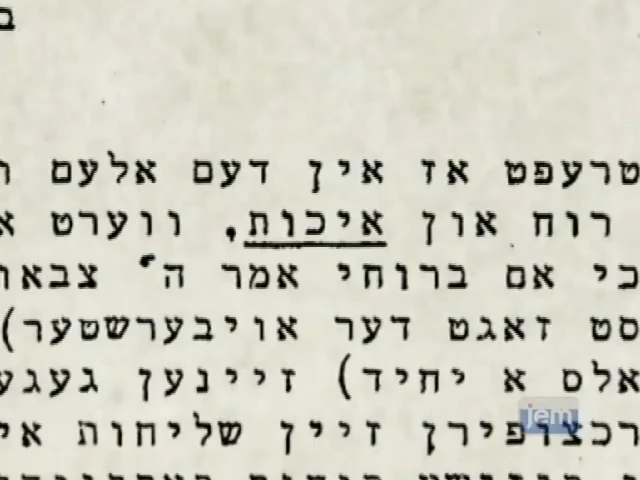 ב
טרעפט אז אין דעם אלעם
רוח און איכות, ווערט
כי אם ברוחי אמר ה' צבאו
סט זאגט דער אויבערשטער)
אלס א יחיד) זיינען געגע
רכצופירן זיין שליחות אי
jem